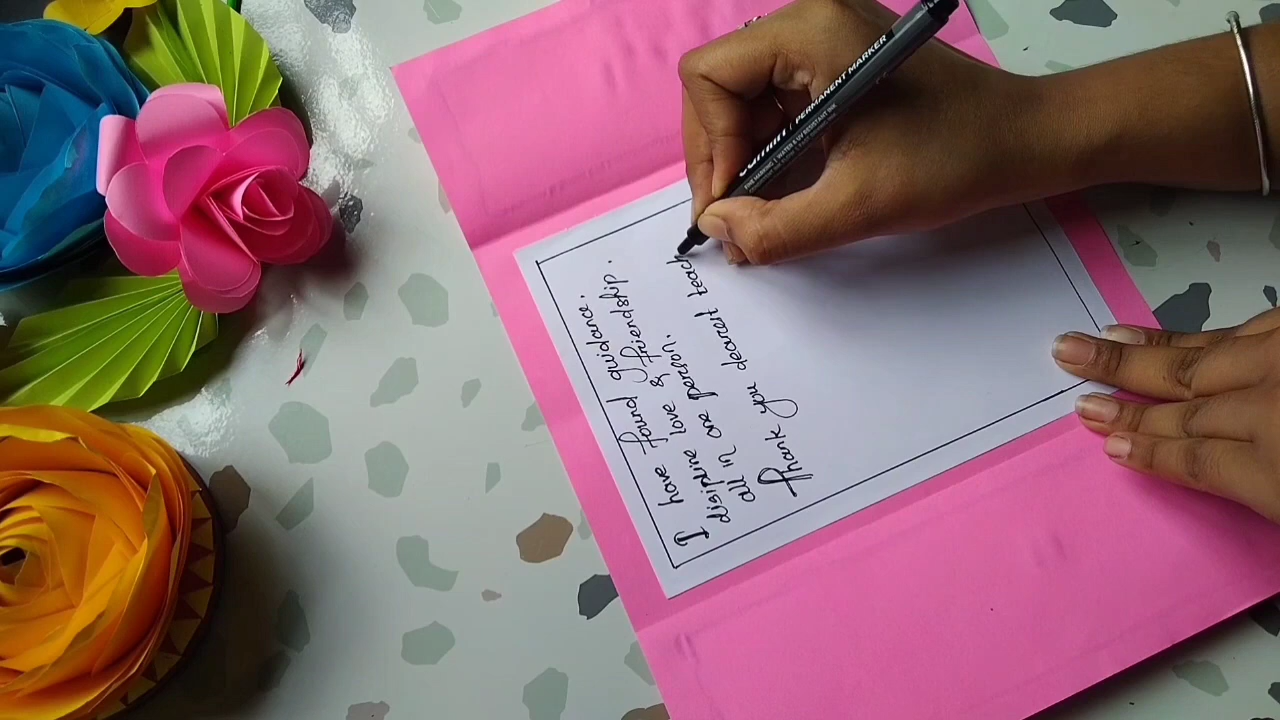 I have found guidance,
disipline love & friendship.
all in one person.
Thank you dearest teach
PERMANENT MARKER